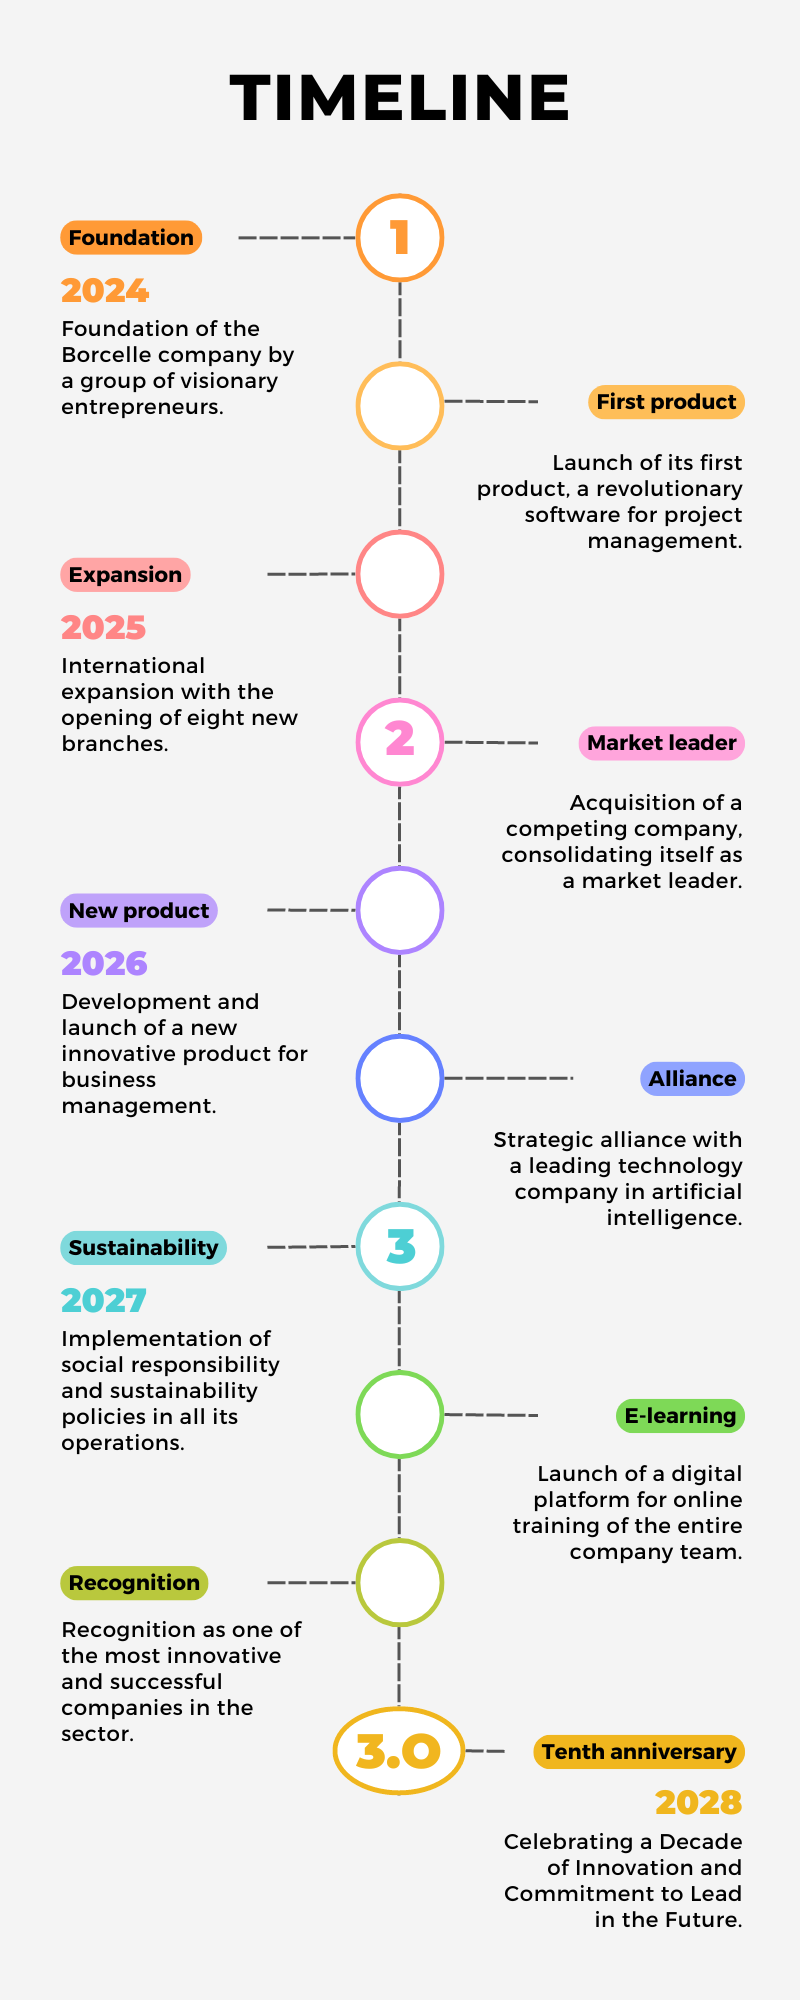 TIMELINE
1
Foundation
2024
Foundation of the
Borcelle company by
a group of visionary
entrepreneurs.
First product
Launch of its first
product, a revolutionary
software for project
management.
Expansion
2025
International
expansion with the
opening of eight new
branches.
2
Market leader
Acquisition of a
competing company,
consolidating itself as
a market leader.
New product
2026
Development and
launch of a new
innovative product for
business
management.
Alliance
Strategic alliance with
a leading technology
company in artificial
intelligence.
3
Sustainability
2027
Implementation of
social responsibility
and sustainability
policies in all its
operations.
E-learning
Launch of a digital
platform for online
training of the entire
company team.
Recognition
Recognition as one of
the most innovative
and successful
companies in the
sector.
3.0
Tenth anniversary
2028
Celebrating a Decade
of Innovation and
Commitment to Lead
in the Future.